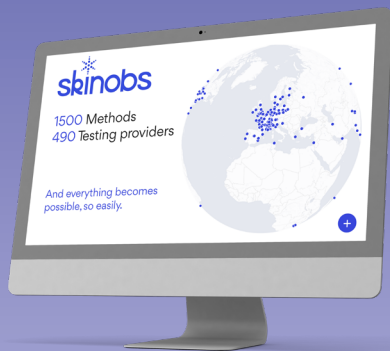 skinobs
1500 Methods
490 Testing providers
And everything becomes
possible, so easily.
+